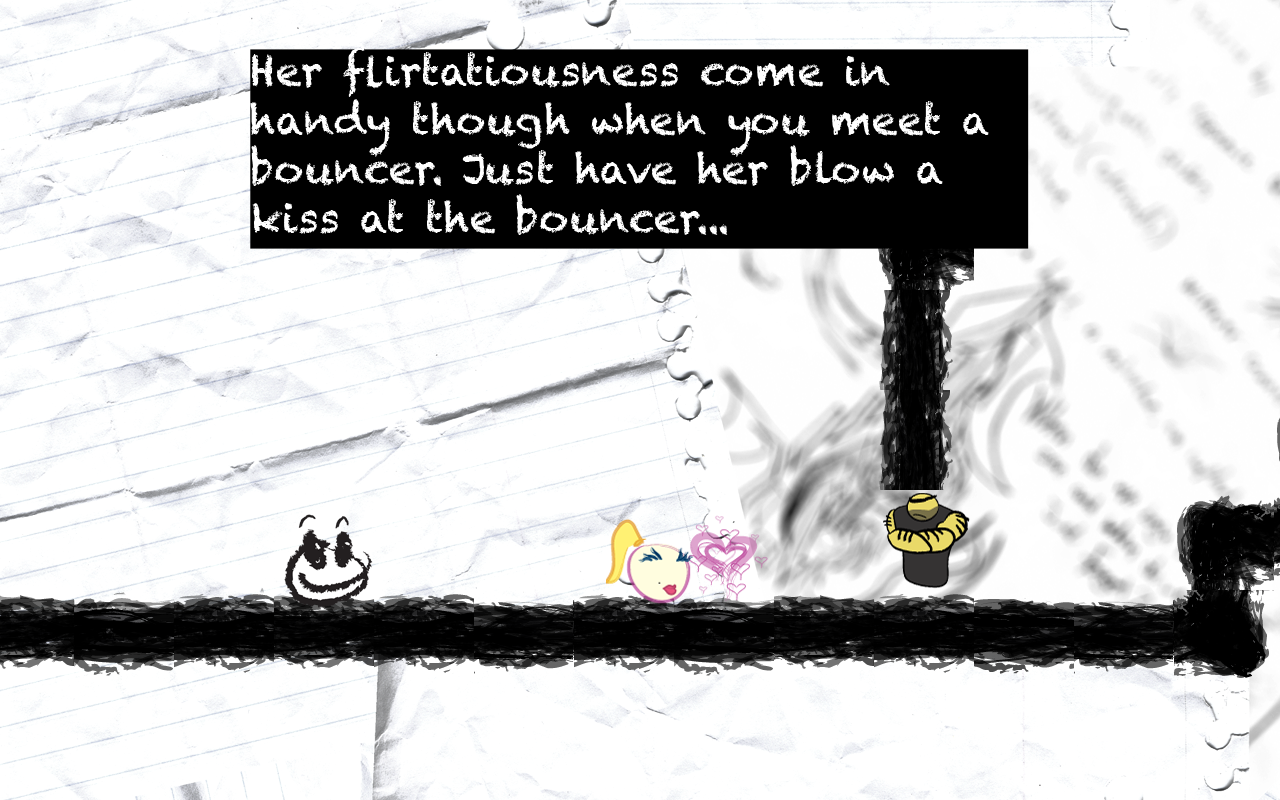 Her flirtatiousness come in
handy though when you meet a
bouncer. Just have her blow a
kiss at the bouncer...